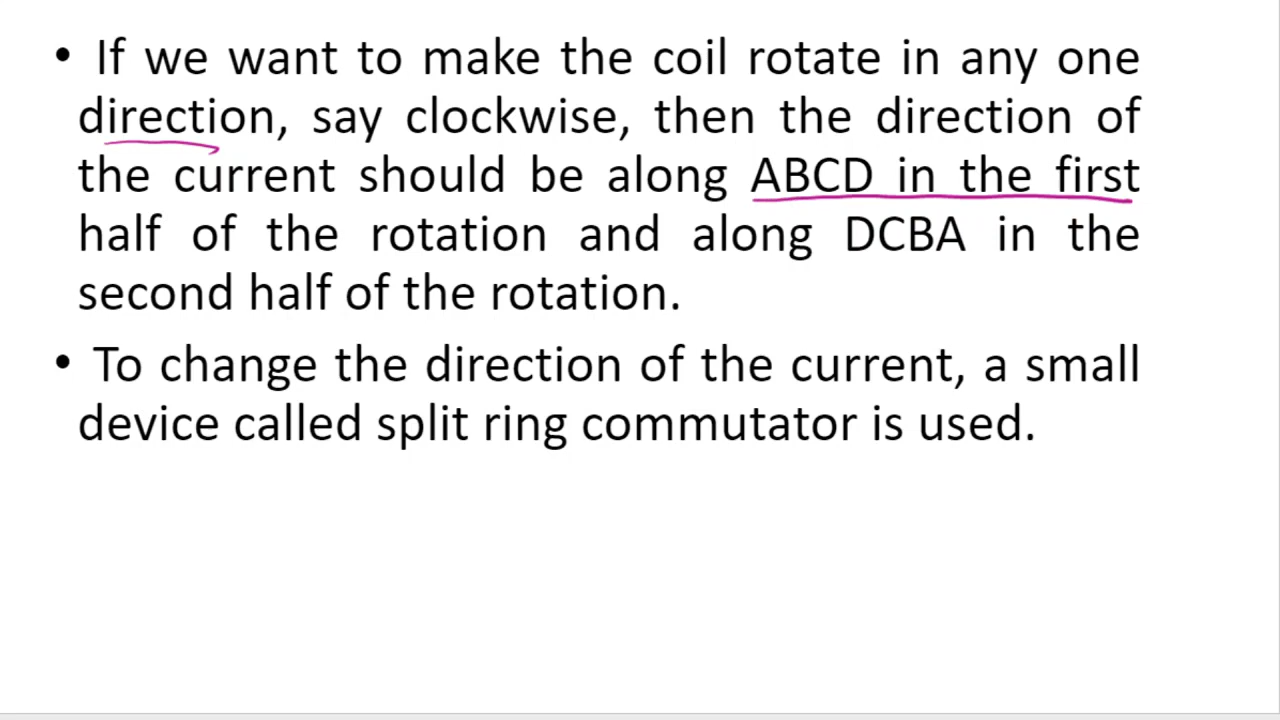 • If we want to make the coil rotate in any one
direction, say clockwise, then the direction of
the current should be along ABCD in the first
half of the rotation and along DCBA in the
second half of the rotation.
• To change the direction of the current, a small
device called split ring commutator is used.